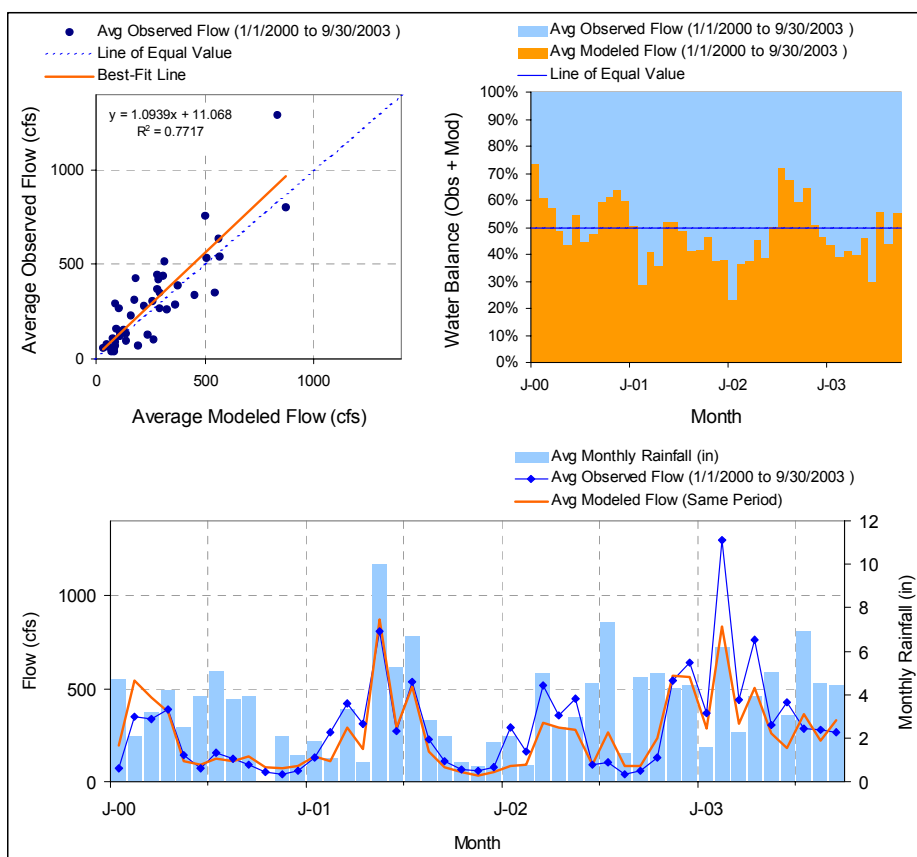 Avg Observed Flow (1/1/2000 to 9/30/2003 )
Line of Equal Value
Best-Fit Line
y = 1.0939x + 11.068
R² = 0.7717
Average Observed Flow (cfs)
1000
500
0
0 500 1000
Average Modeled Flow (cfs)
Avg Observed Flow (1/1/2000 to 9/30/2003 )
Avg Modeled Flow (1/1/2000 to 9/30/2003 )
Line of Equal Value
Water Balance (Obs + Mod)
100%
90%
80%
70%
60%
50%
40%
30%
20%
10%
0%
J-00 J-01 J-02 J-03
Month
Avg Monthly Rainfall (in)
Avg Observed Flow (1/1/2000 to 9/30/2003 )
Avg Modeled Flow (Same Period)
Flow (cfs)
1000
500
0
12
10
8
6
4
2
0
Monthly Rainfall (in)
J-00 J-01 J-02 J-03
Month